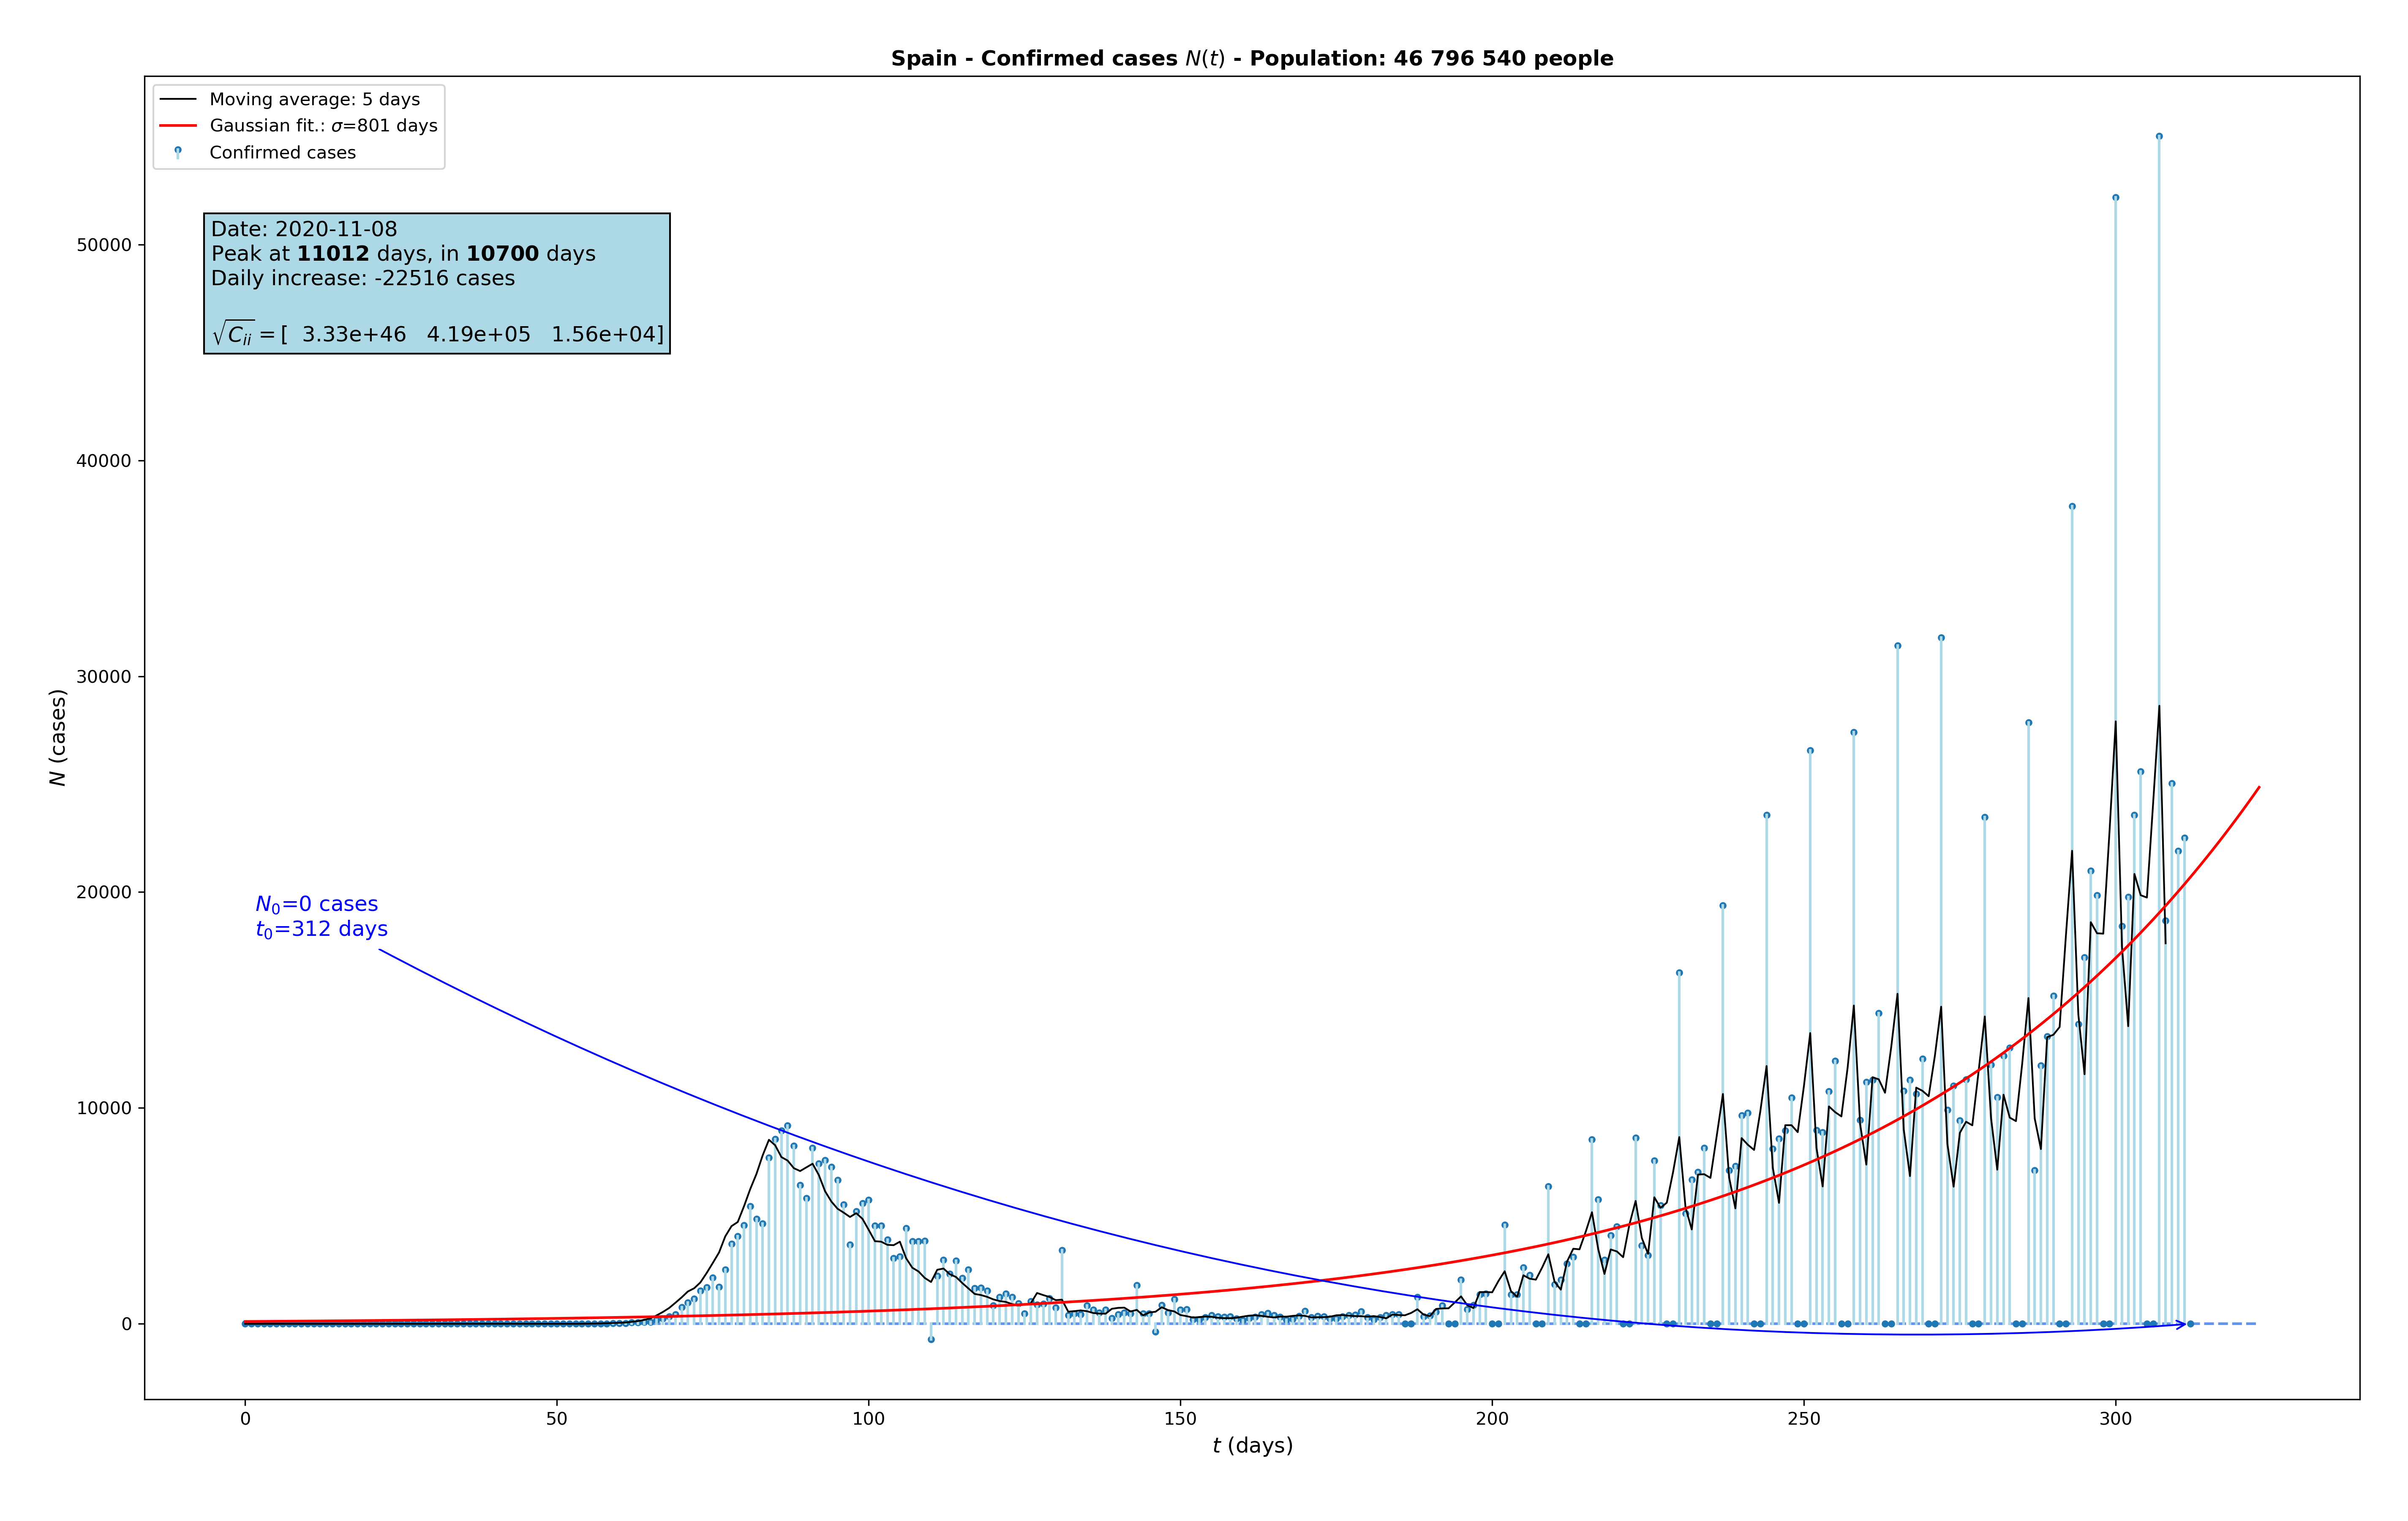 Spain - Confirmed cases N(t) - Population: 46 796 540 people
Moving average: 5 days
Gaussian fit.: σ=801 days
Confirmed cases
Date: 2020-11-08
Peak at 11012 days, in 10700 days
Daily increase: -22516 cases
√C_ii = [ 3.33e+46 4.19e+05 1.56e+04]
N₀=0 cases
t₀=312 days
N (cases)
50000
40000
30000
20000
10000
0
0 50 100 150 200 250 300
t (days)